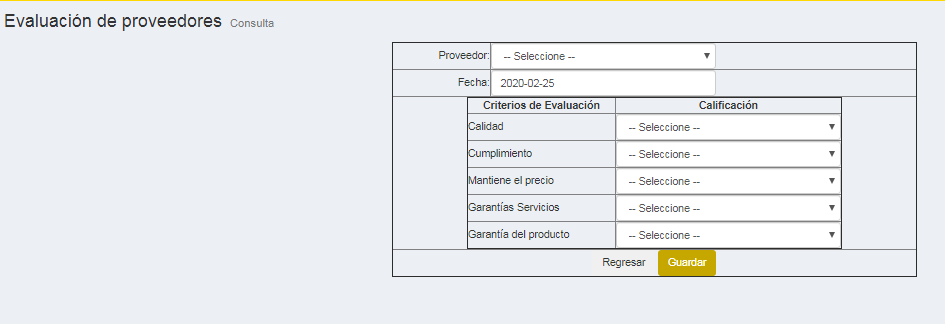 Evaluación de proveedores Consulta
Proveedor: -- Seleccione --
Fecha: 2020-02-25
Criterios de Evaluación Calificación
Calidad -- Seleccione --
Cumplimiento -- Seleccione --
Mantiene el precio -- Seleccione --
Garantías Servicios -- Seleccione --
Garantía del producto -- Seleccione --
Regresar Guardar